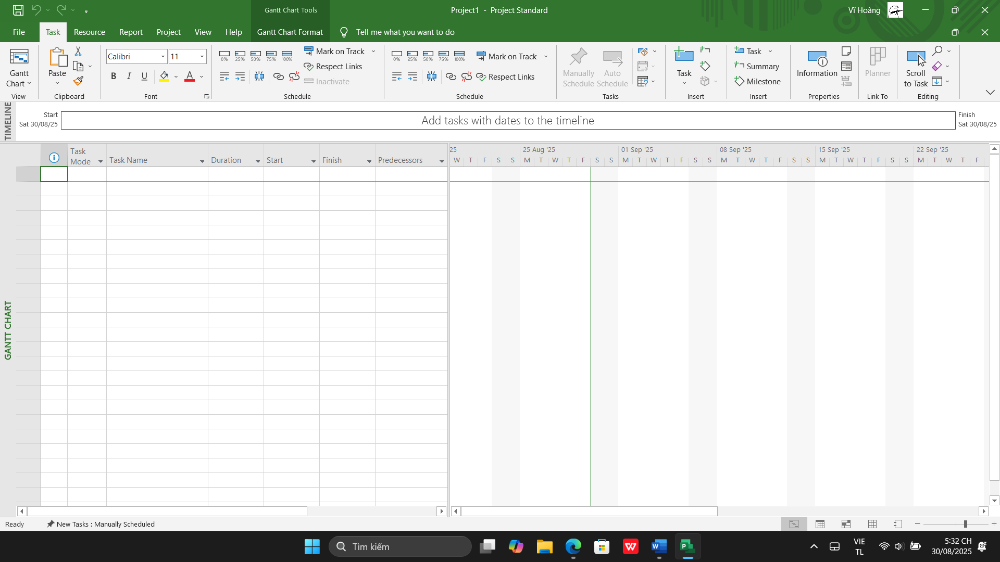 Gantt Chart Tools
Project1 - Project Standard
Vĩ Hoàng
File Task Resource Report Project View Help Gantt Chart Format Tell me what you want to do
Gantt Chart
View
Paste
Clipboard
Calibri 11
B I U A
Font
0% 25% 50% 75% 100%
Mark on Track
Respect Links
Inactivate
Schedule
0% 25% 50% 75% 100%
Mark on Track
Respect Links
Schedule
Manually Schedule
Auto Schedule
Tasks
Task
Insert
Task
Summary
Milestone
Insert
Information
Properties
Planner
Link To
Scroll to Task
Editing
TIMELINE
Start
Sat 30/08/25
Add tasks with dates to the timeline
Finish
Sat 30/08/25
Task Mode
Task Name
Duration
Start
Finish
Predecessors
25 25 Aug '25 01 Sep '25 08 Sep '25 15 Sep '25 22 Sep '25
W T F S S M T W T F S S M T W T F S S M T W T F S S M T W T F S S M T W T F
GANTT CHART
Ready New Tasks : Manually Scheduled
Tìm kiếm
W
P
VIE
TL
5:32 CH
30/08/2025